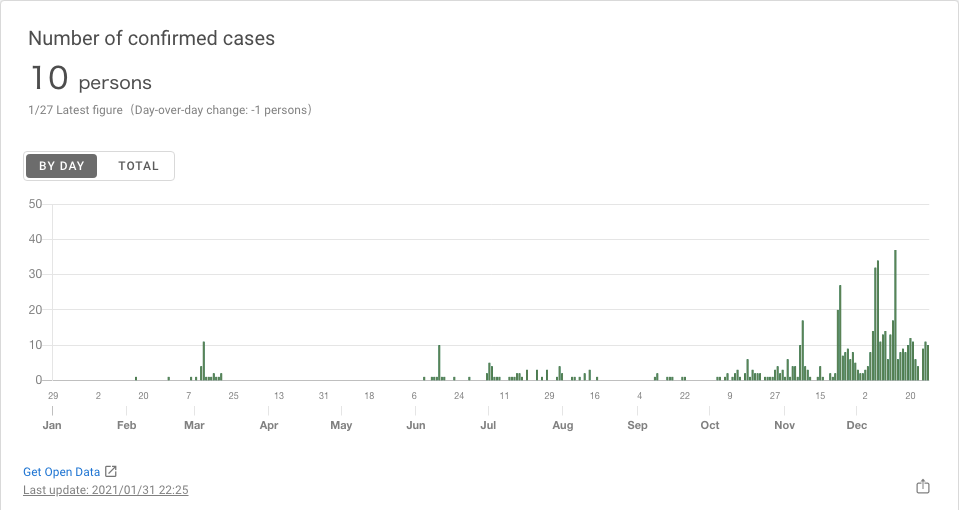 Number of confirmed cases
10 persons
1/27 Latest figure（Day-over-day change: -1 persons）
BY DAY TOTAL
50
40
30
20
10
0
29 2 20 7 25 13 31 18 6 24 11 29 16 4 22 9 27 15 2 20
Jan Feb Mar Apr May Jun Jul Aug Sep Oct Nov Dec
Get Open Data
Last update: 2021/01/31 22:25